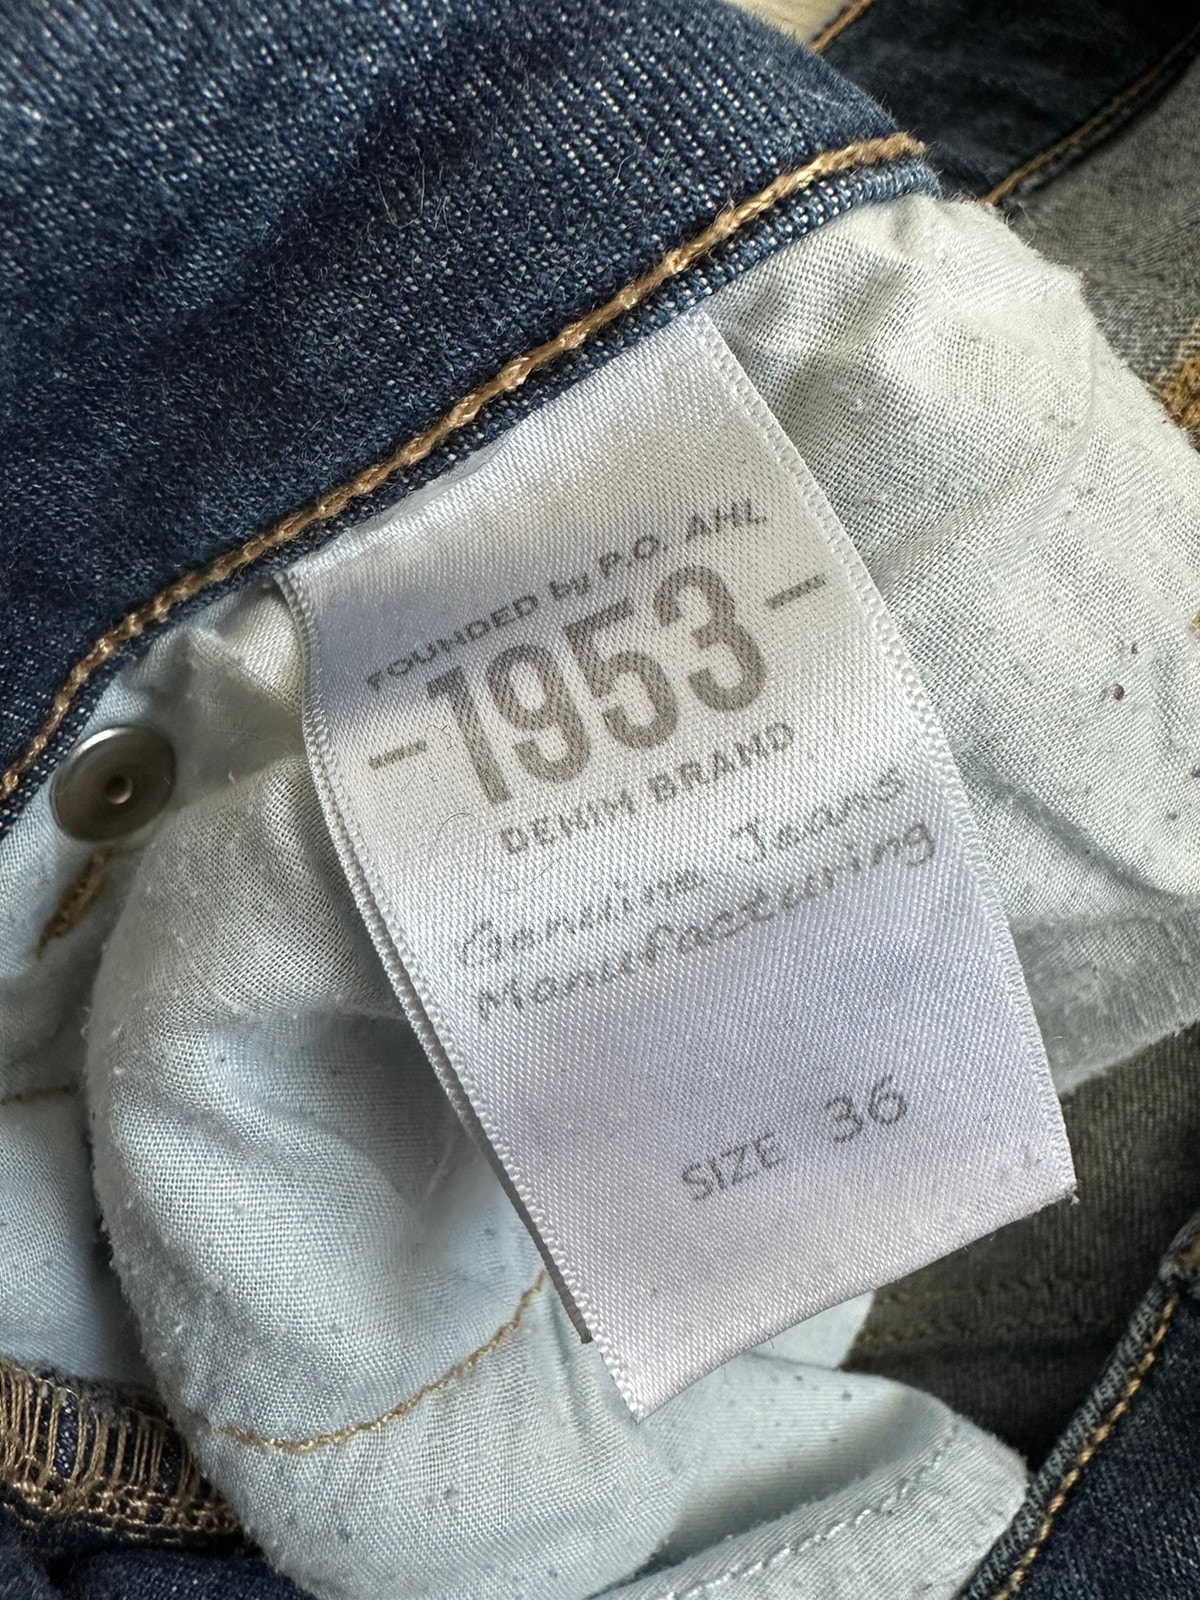 FOUNDED by P.O. AHL
-1953-
DENIM BRAND
Genuine Jeans
Manufacturing
SIZE 36